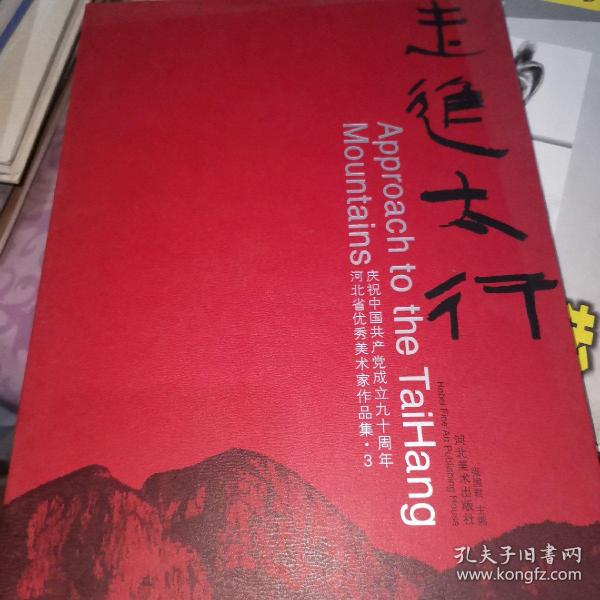 走进太行
Approach to the TaiHang
Mountains
庆祝中国共产党成立九十周年
河北省优秀美术家作品集·3
主编
河北美术出版社
Hebei Fine Art Publishing House
孔夫子旧书网
www.kongfz.com